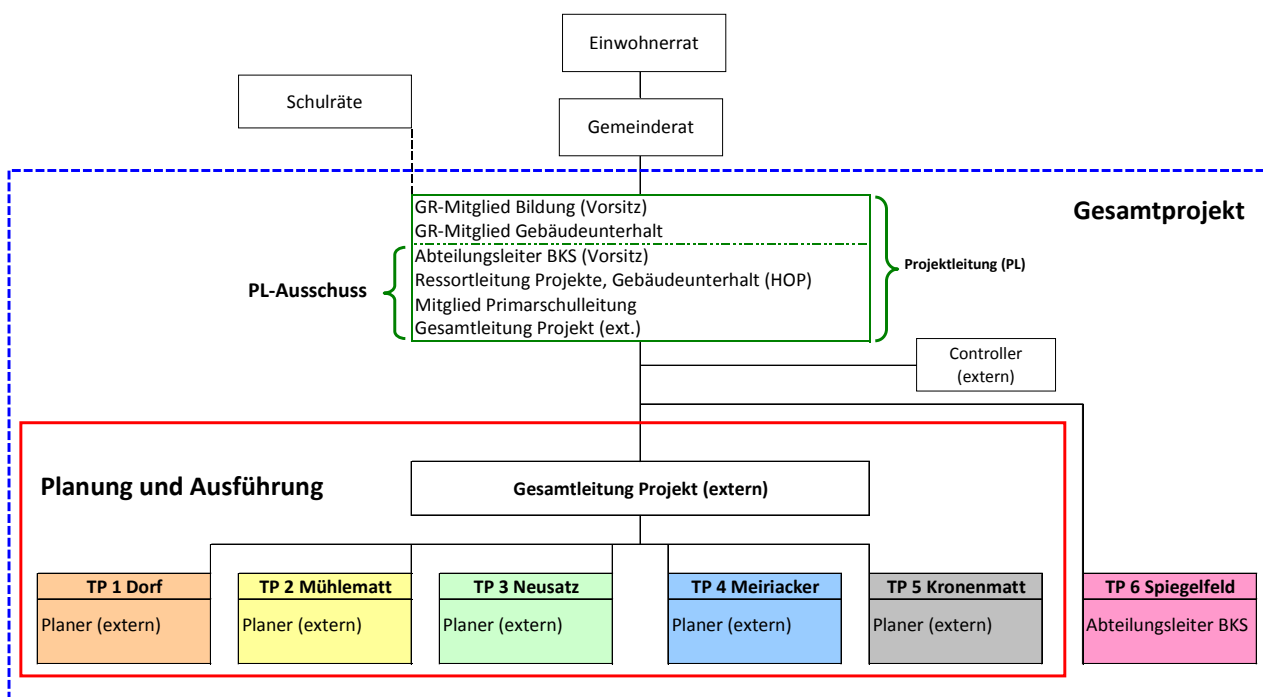 Einwohnerrat
Schulräte
Gemeinderat
Gesamtprojekt
GR-Mitglied Bildung (Vorsitz)
GR-Mitglied Gebäudeunterhalt
Abteilungsleiter BKS (Vorsitz)
Ressortleitung Projekte, Gebäudeunterhalt (HOP)
Mitglied Primarschulleitung
Gesamtleitung Projekt (ext.)
Projektleitung (PL)
PL-Ausschuss
Controller
(extern)
Planung und Ausführung
Gesamtleitung Projekt (extern)
TP 1 Dorf
Planer (extern)
TP 2 Mühlematt
Planer (extern)
TP 3 Neusatz
Planer (extern)
TP 4 Meiriacker
Planer (extern)
TP 5 Kronenmatt
Planer (extern)
TP 6 Spiegelfeld
Abteilungsleiter BKS